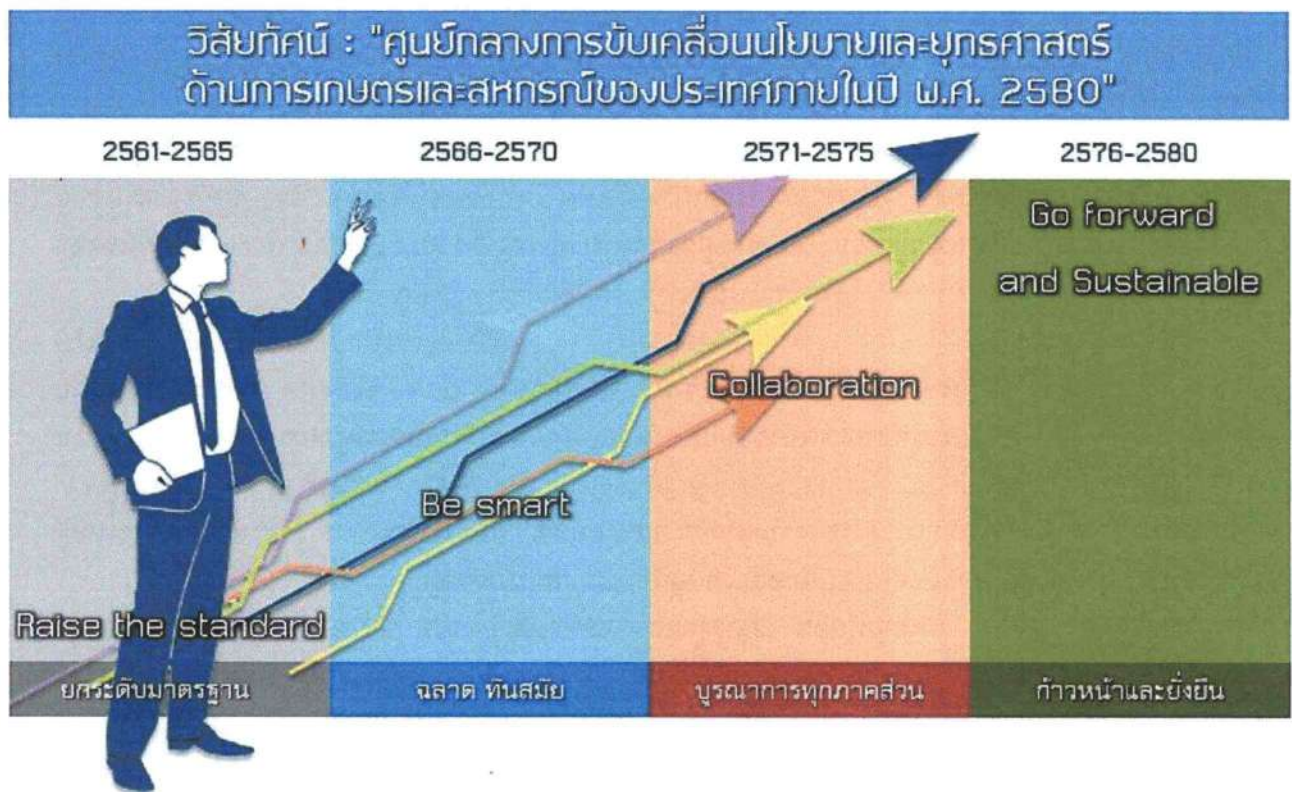 วิสัยทัศน์ : "ศูนย์กลางการขับเคลื่อนนโยบายและยุทธศาสตร์
ด้านการเกษตรและสหกรณ์ของประเทศภายในปี พ.ศ. 2580"
2561-2565
2566-2570
2571-2575
2576-2580
Go forward
and Sustainable
Collaboration
Be smart
Raise the standard
ยกระดับมาตรฐาน
ฉลาด ทันสมัย
บูรณาการทุกภาคส่วน
ก้าวหน้าและยั่งยืน